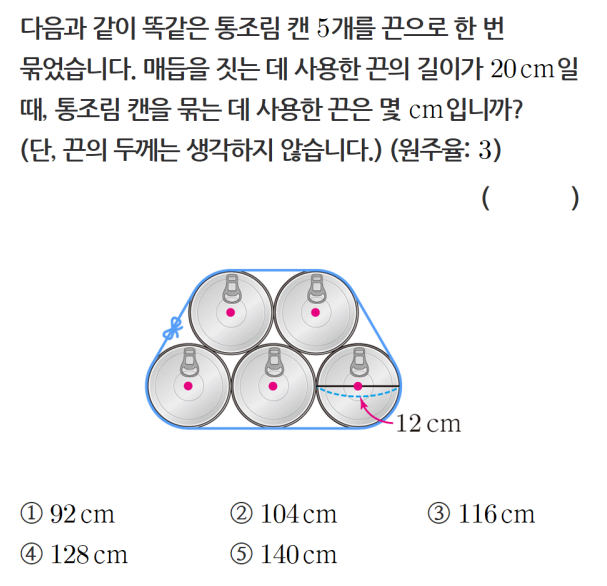 다음과 같이 똑같은 통조림 캔 5개를 끈으로 한 번
묶었습니다. 매듭을 짓는 데 사용한 끈의 길이가 20 cm일
때, 통조림 캔을 묶는 데 사용한 끈은 몇 cm입니까?
(단, 끈의 두께는 생각하지 않습니다.) (원주율: 3)
( )
12 cm
① 92 cm ② 104 cm ③ 116 cm
④ 128 cm ⑤ 140 cm